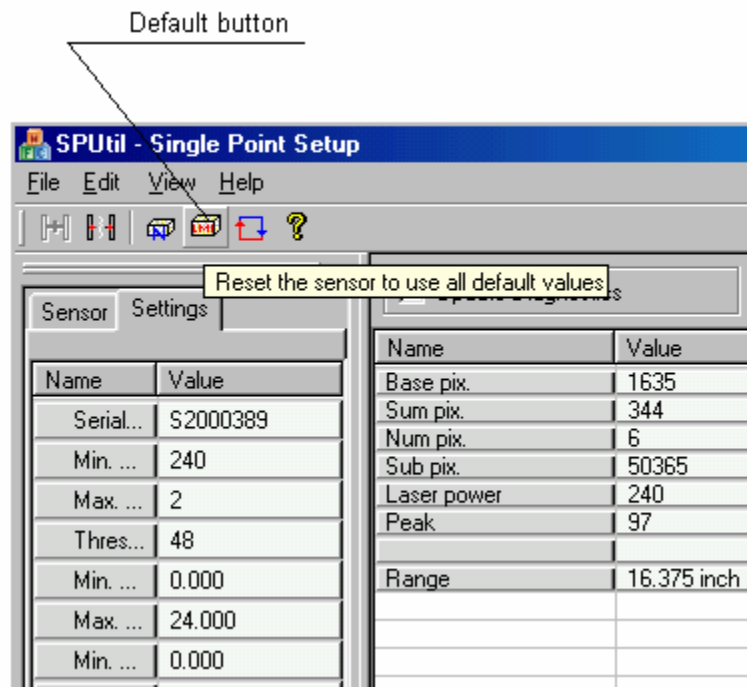 Default button
SPUtil - Single Point Setup
File Edit View Help
Reset the sensor to use all default values
Sensor Settings
Name Value
Serial... S2000389
Min. ... 240
Max. ... 2
Thres... 48
Min. ... 0.000
Max. ... 24.000
Min. ... 0.000
Name Value
Base pix. 1635
Sum pix. 344
Num pix. 6
Sub pix. 50365
Laser power 240
Peak 97
Range 16.375 inch